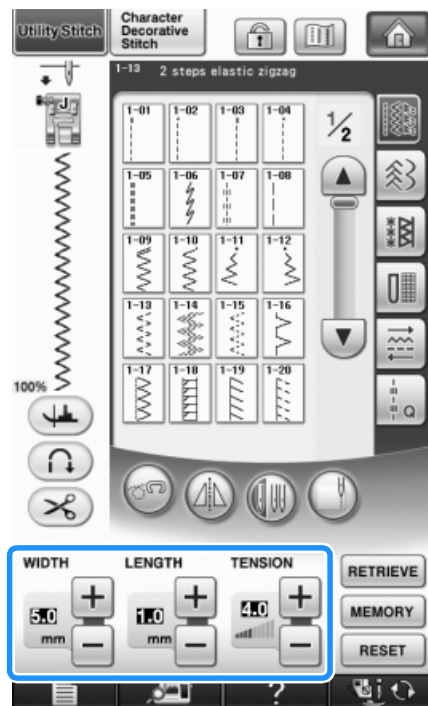 Utility Stitch
Character
Decorative
Stitch
1-13 2 steps elastic zigzag
J
1-01 1-02 1-03 1-04
1/2
1-05 1-06 1-07 1-08
1-09 1-10 1-11 1-12
1-13 1-14 1-15 1-16
1-17 1-18 1-19 1-20
100%
Q
WIDTH LENGTH TENSION
5.0 mm
1.0 mm
4.0
+ + +
− − −
RETRIEVE
MEMORY
RESET
?